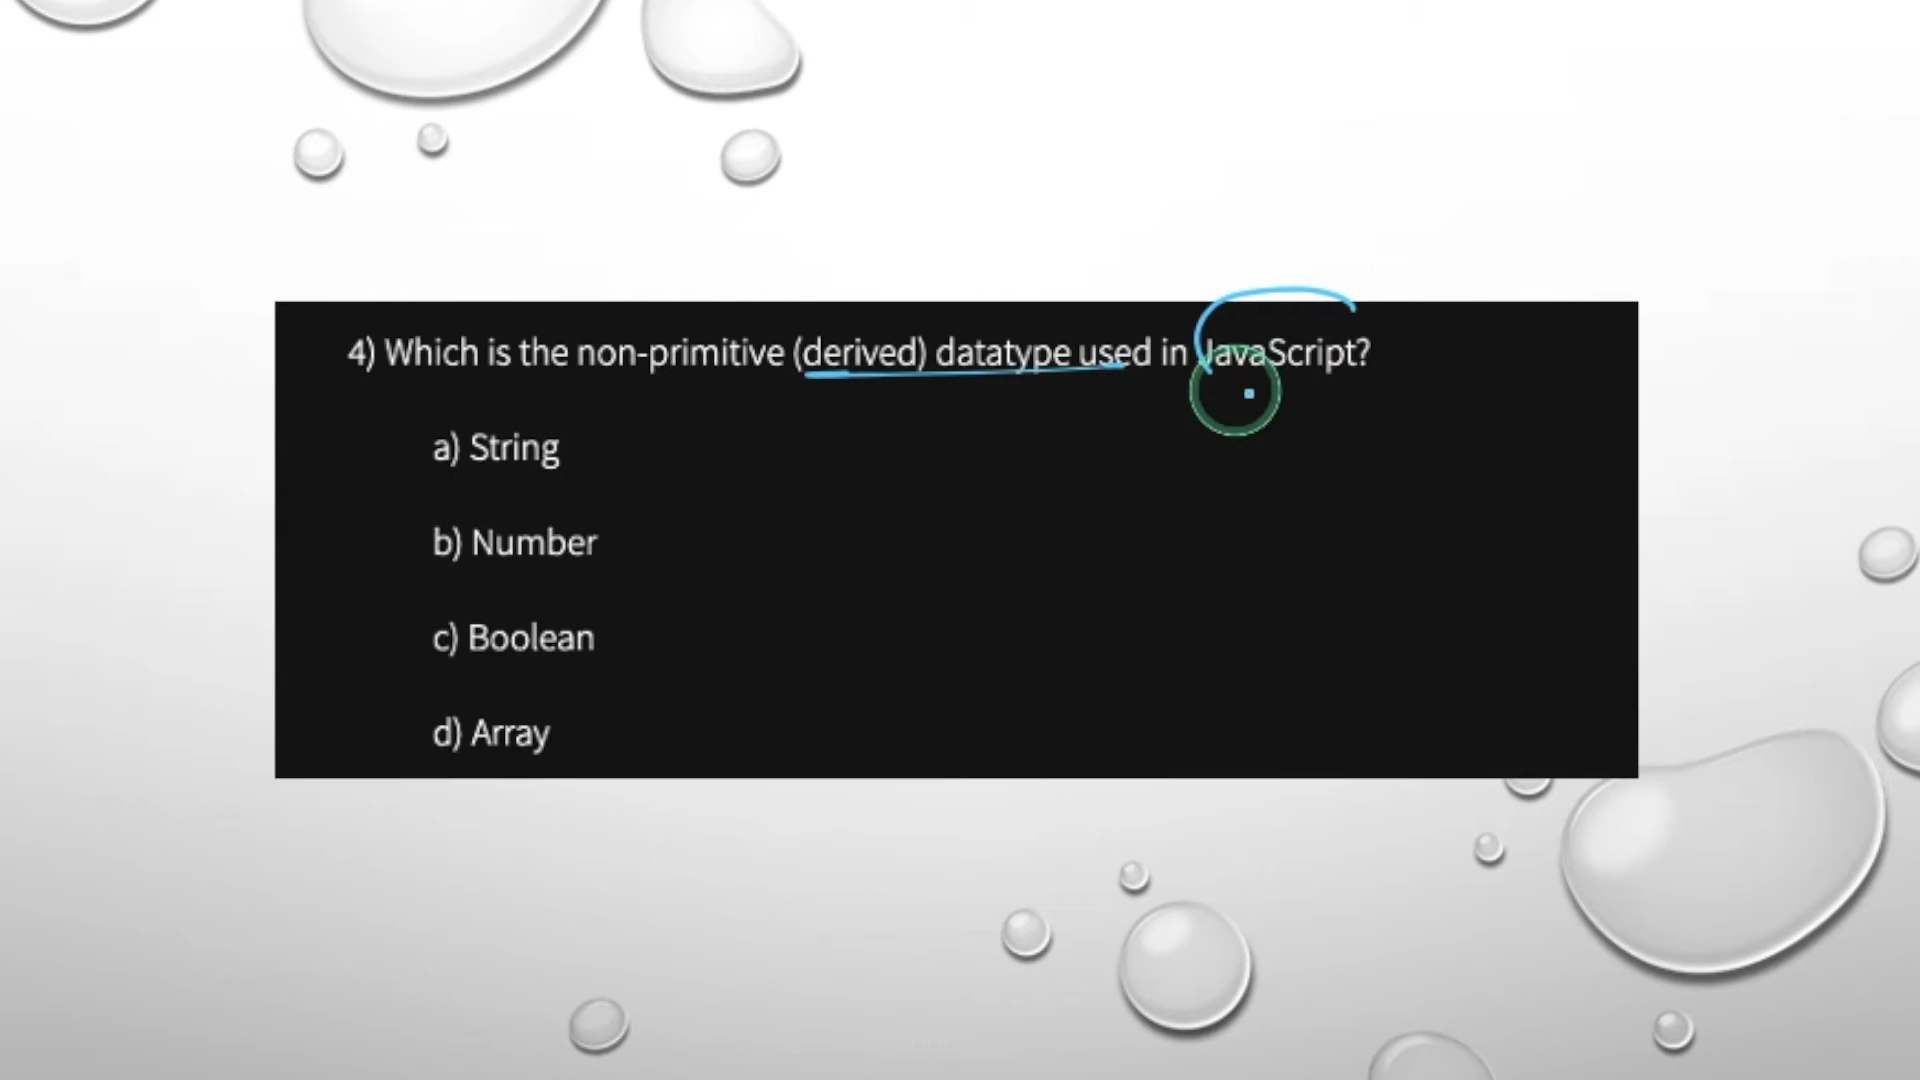 4) Which is the non-primitive (derived) datatype used in JavaScript?
a) String
b) Number
c) Boolean
d) Array